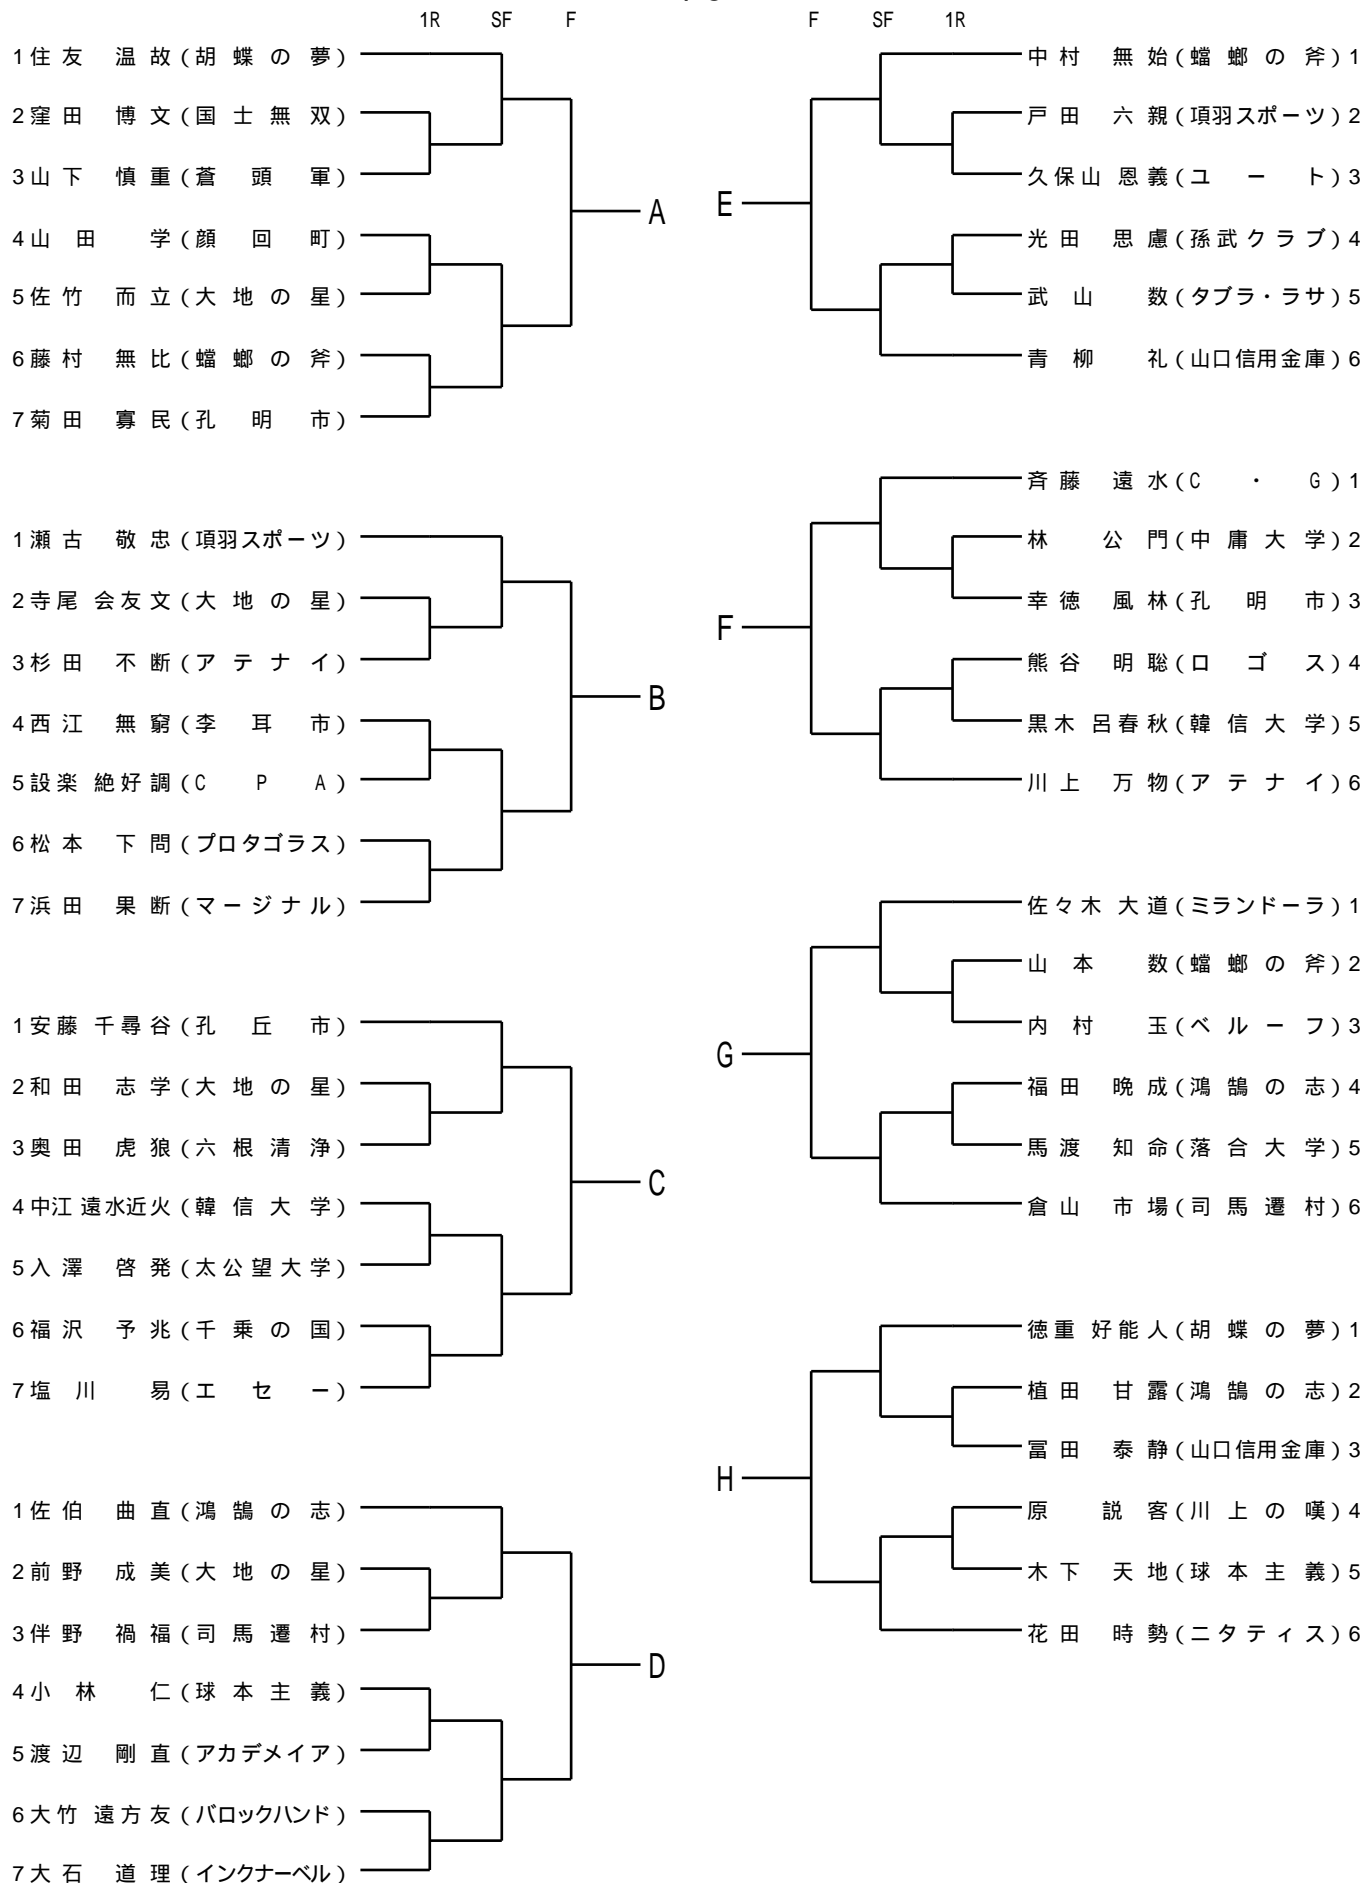 1R SF F
1 住友 温故 (胡蝶の夢)
2 窪田 博文 (国士無双)
3 山下 慎重 (蒼頭軍)
4 山田 学 (顔回町)
5 佐竹 而立 (大地の星)
6 藤村 無比 (蟷螂の斧)
7 菊田 寡民 (孔明市)
A
1 瀬古 敬忠 (項羽スポーツ)
2 寺尾 会友文 (大地の星)
3 杉田 不断 (アテナイ)
4 西江 無窮 (李耳市)
5 設楽 絶好調 (C P A)
6 松本 下問 (プロタゴラス)
7 浜田 果断 (マージナル)
B
1 安藤 千尋谷 (孔丘市)
2 和田 志学 (大地の星)
3 奥田 虎狼 (六根清浄)
4 中江 遠水近火 (韓信大学)
5 入澤 啓発 (太公望大学)
6 福沢 予兆 (千乗の国)
7 塩川 易 (エセー)
C
1 佐伯 曲直 (鴻鵠の志)
2 前野 成美 (大地の星)
3 伴野 禍福 (司馬遷村)
4 小林 仁 (球本主義)
5 渡辺 剛直 (アカデメイア)
6 大竹 遠方友 (バロックハンド)
7 大石 道理 (インクナーベル)
D
F SF 1R
中村 無始 (蟷螂の斧) 1
戸田 六親 (項羽スポーツ) 2
久保山 恩義 (ユート) 3
光田 思慮 (孫武クラブ) 4
武山 数 (タブラ・ラサ) 5
青柳 礼 (山口信用金庫) 6
E
斉藤 遠水 (C・G) 1
林 公門 (中庸大学) 2
幸徳 風林 (孔明市) 3
熊谷 明聡 (ロゴス) 4
黒木 呂春秋 (韓信大学) 5
川上 万物 (アテナイ) 6
F
佐々木 大道 (ミランドーラ) 1
山本 数 (蟷螂の斧) 2
内村 玉 (ベルーフ) 3
福田 晩成 (鴻鵠の志) 4
馬渡 知命 (落合大学) 5
倉山 市場 (司馬遷村) 6
G
徳重 好能人 (胡蝶の夢) 1
植田 甘露 (鴻鵠の志) 2
冨田 泰静 (山口信用金庫) 3
原 説客 (川上の嘆) 4
木下 天地 (球本主義) 5
花田 時勢 (ニタティス) 6
H